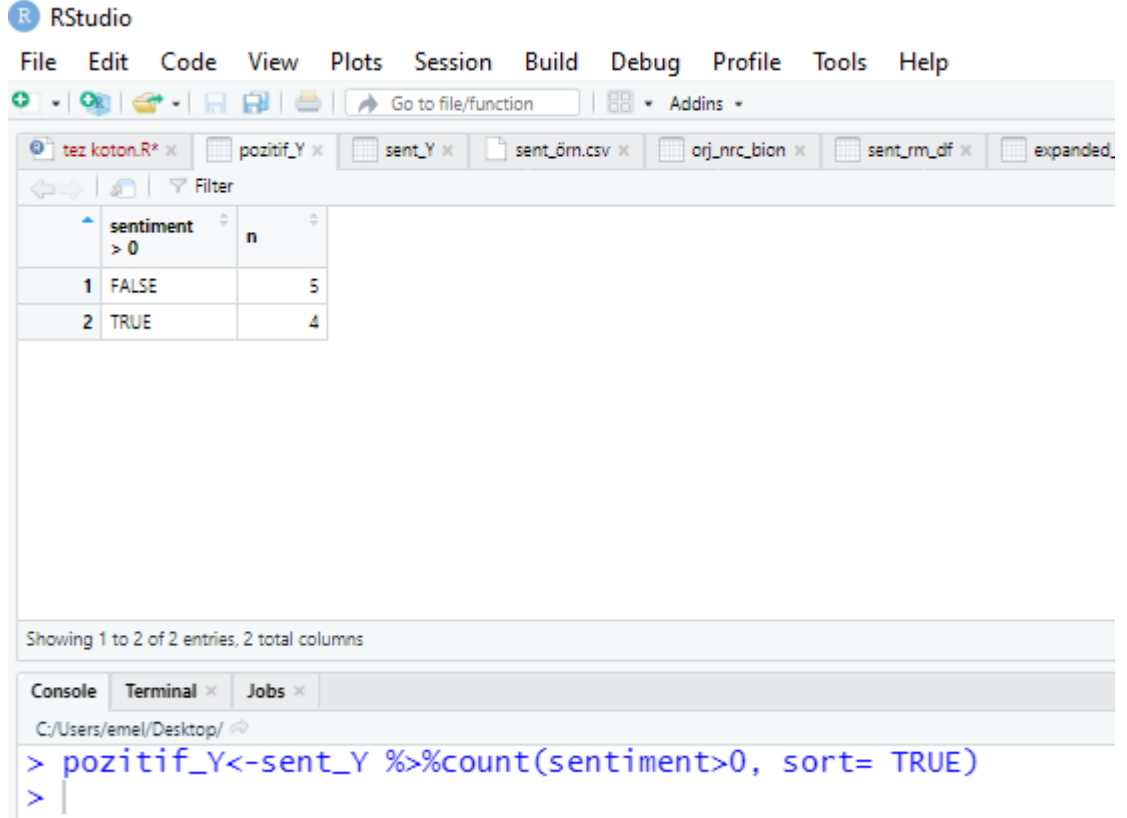 RStudio
File Edit Code View Plots Session Build Debug Profile Tools Help
Go to file/function Addins
tez koton.R* pozitif_Y sent_Y sent_örn.csv orj_nrc_bion sent_rm_df expanded_
Filter
sentiment > 0 n
1 FALSE 5
2 TRUE 4
Showing 1 to 2 of 2 entries, 2 total columns
Console Terminal Jobs
C:/Users/emel/Desktop/
> pozitif_Y<-sent_Y %>%count(sentiment>0, sort= TRUE)
>